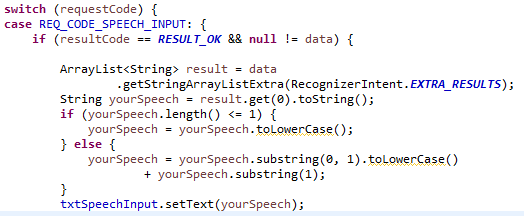 switch (requestCode) {
case REQ_CODE_SPEECH_INPUT: {
    if (resultCode == RESULT_OK && null != data) {
        ArrayList<String> result = data
                .getStringArrayListExtra(RecognizerIntent.EXTRA_RESULTS);
        String yourSpeech = result.get(0).toString();
        if (yourSpeech.length() <= 1) {
            yourSpeech = yourSpeech.toLowerCase();
        } else {
            yourSpeech = yourSpeech.substring(0, 1).toLowerCase()
                    + yourSpeech.substring(1);
        }
        txtSpeechInput.setText(yourSpeech);